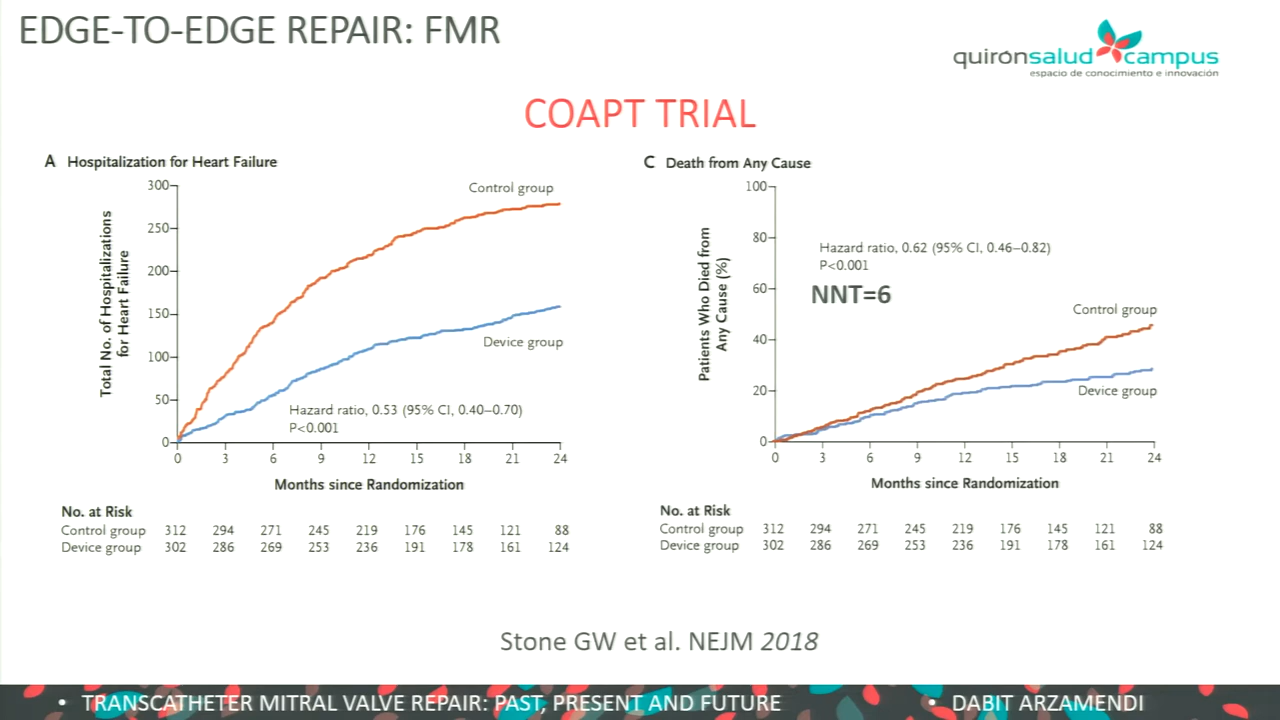 EDGE-TO-EDGE REPAIR: FMR
quirónsalud campus
espacio de conocimiento e innovación
COAPT TRIAL
A Hospitalization for Heart Failure
Total No. of Hospitalizations
for Heart Failure
300
250
200
150
100
50
0
Control group
Device group
Hazard ratio, 0.53 (95% CI, 0.40–0.70)
P<0.001
0 3 6 9 12 15 18 21 24
Months since Randomization
No. at Risk
Control group 312 294 271 245 219 176 145 121 88
Device group 302 286 269 253 236 191 178 161 124
C Death from Any Cause
Patients Who Died from
Any Cause (%)
100
80
60
40
20
0
Hazard ratio, 0.62 (95% CI, 0.46–0.82)
P<0.001
NNT=6
Control group
Device group
0 3 6 9 12 15 18 21 24
Months since Randomization
No. at Risk
Control group 312 294 271 245 219 176 145 121 88
Device group 302 286 269 253 236 191 178 161 124
Stone GW et al. NEJM 2018
• TRANSCATHETER MITRAL VALVE REPAIR: PAST, PRESENT AND FUTURE
• DABIT ARZAMENDI